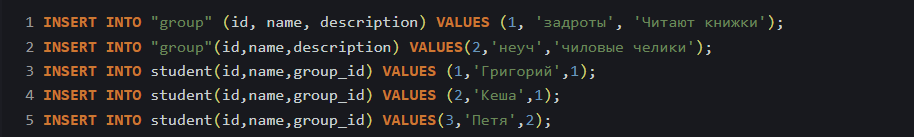 1 INSERT INTO "group" (id, name, description) VALUES (1, 'задроты', 'Читают книжки');
2 INSERT INTO "group"(id,name,description) VALUES(2,'неуч','чиловые челики');
3 INSERT INTO student(id,name,group_id) VALUES (1,'Григорий',1);
4 INSERT INTO student(id,name,group_id) VALUES (2,'Кеша',1);
5 INSERT INTO student(id,name,group_id) VALUES(3,'Петя',2);